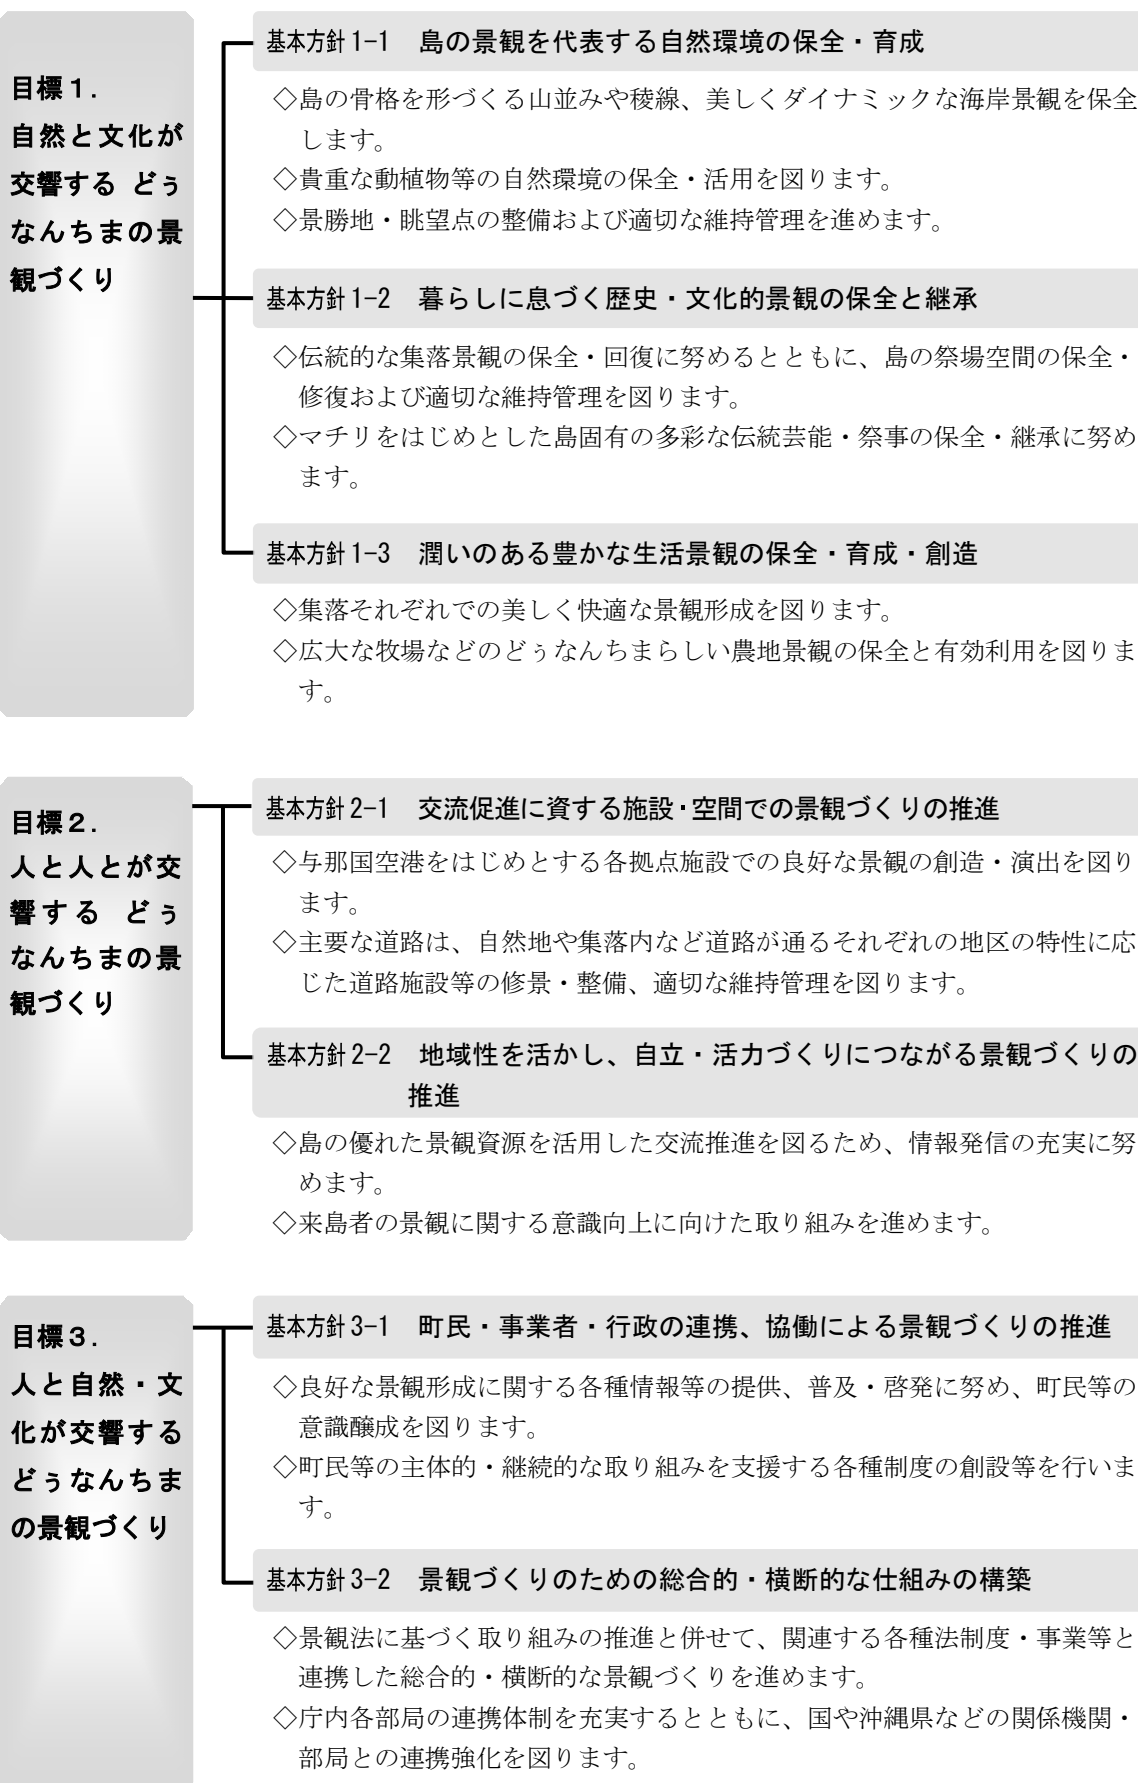 目標１.
自然と文化が
交響する どぅ
なんちまの景
観づくり
基本方針1-1　島の景観を代表する自然環境の保全・育成
◇島の骨格を形づくる山並みや稜線、美しくダイナミックな海岸景観を保全
します。
◇貴重な動植物等の自然環境の保全・活用を図ります。
◇景勝地・眺望点の整備および適切な維持管理を進めます。
基本方針1-2　暮らしに息づく歴史・文化的景観の保全と継承
◇伝統的な集落景観の保全・回復に努めるとともに、島の祭場空間の保全・
修復および適切な維持管理を図ります。
◇マチリをはじめとした島固有の多彩な伝統芸能・祭事の保全・継承に努め
ます。
基本方針1-3　潤いのある豊かな生活景観の保全・育成・創造
◇集落それぞれでの美しく快適な景観形成を図ります。
◇広大な牧場などのどぅなんちまらしい農地景観の保全と有効利用を図りま
す。
目標２.
人と人とが交
響する どぅ
なんちまの景
観づくり
基本方針2-1　交流促進に資する施設・空間での景観づくりの推進
◇与那国空港をはじめとする各拠点施設での良好な景観の創造・演出を図り
ます。
◇主要な道路は、自然地や集落内など道路が通るそれぞれの地区の特性に応
じた道路施設等の修景・整備、適切な維持管理を図ります。
基本方針2-2　地域性を活かし、自立・活力づくりにつながる景観づくりの
推進
◇島の優れた景観資源を活用した交流推進を図るため、情報発信の充実に努
めます。
◇来島者の景観に関する意識向上に向けた取り組みを進めます。
目標３.
人と自然・文
化が交響する
どぅなんちま
の景観づくり
基本方針3-1　町民・事業者・行政の連携、協働による景観づくりの推進
◇良好な景観形成に関する各種情報等の提供、普及・啓発に努め、町民等の
意識醸成を図ります。
◇町民等の主体的・継続的な取り組みを支援する各種制度の創設等を行いま
す。
基本方針3-2　景観づくりのための総合的・横断的な仕組みの構築
◇景観法に基づく取り組みの推進と併せて、関連する各種法制度・事業等と
連携した総合的・横断的な景観づくりを進めます。
◇庁内各部局の連携体制を充実するとともに、国や沖縄県などの関係機関・
部局との連携強化を図ります。